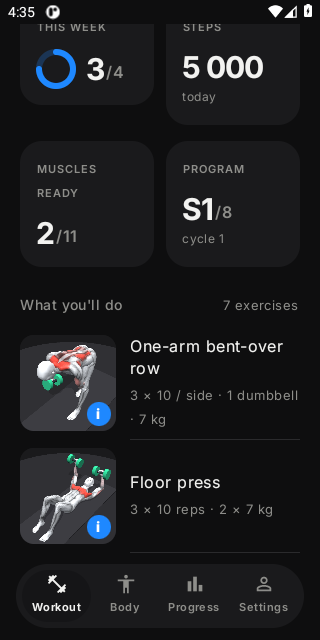 4:35
THIS WEEK
3/4
STEPS
5 000
today
MUSCLES
READY
2/11
PROGRAM
S1/8
cycle 1
What you'll do
7 exercises
One-arm bent-over
row
3 × 10 / side · 1 dumbbell
· 7 kg
i
Floor press
3 × 10 reps · 2 × 7 kg
i
Workout
Body
Progress
Settings